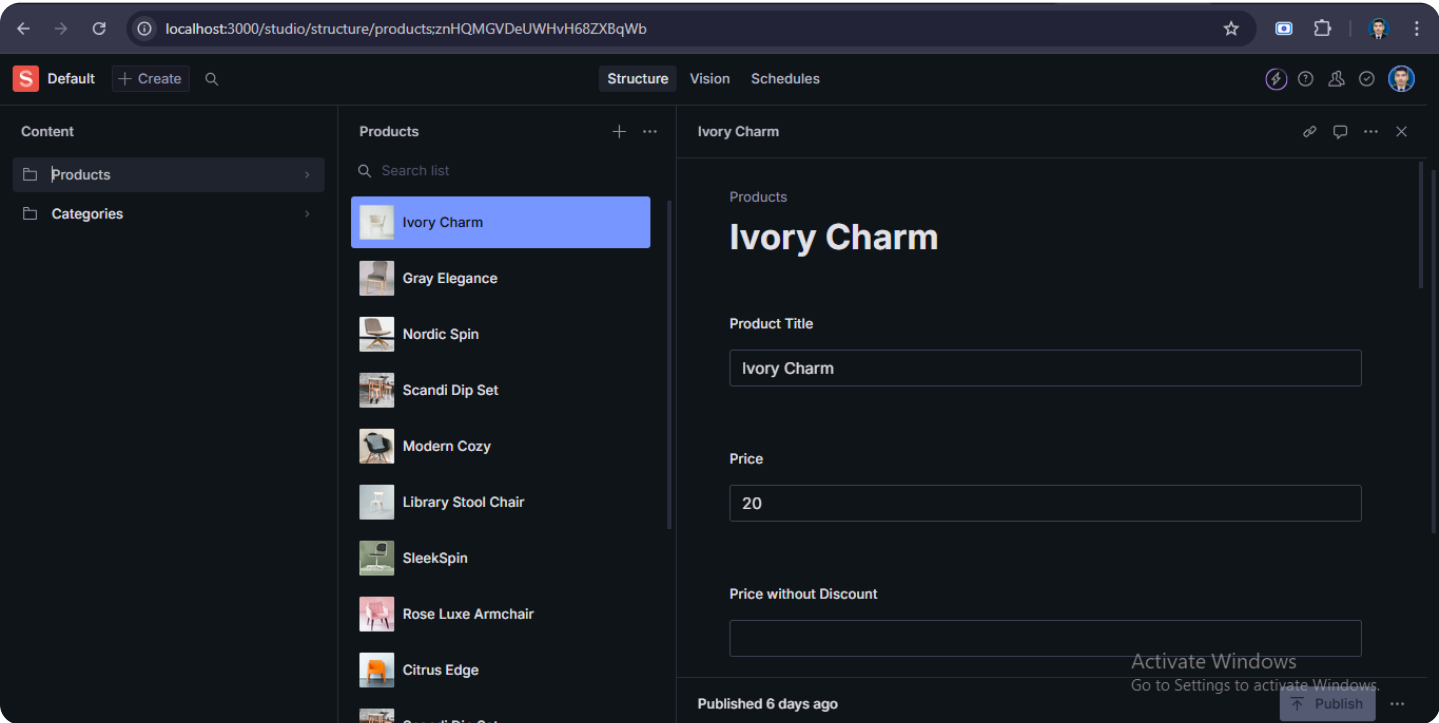 localhost:3000/studio/structure/products;znHQMGVDeUWHvH68ZXBqWb
S Default + Create Structure Vision Schedules
Content
Products
Categories
Products
Search list
Ivory Charm
Gray Elegance
Nordic Spin
Scandi Dip Set
Modern Cozy
Library Stool Chair
SleekSpin
Rose Luxe Armchair
Citrus Edge
Scandi Dip Set
Ivory Charm
Products
Ivory Charm
Product Title
Ivory Charm
Price
20
Price without Discount
Activate Windows
Go to Settings to activate Windows.
Published 6 days ago
Publish